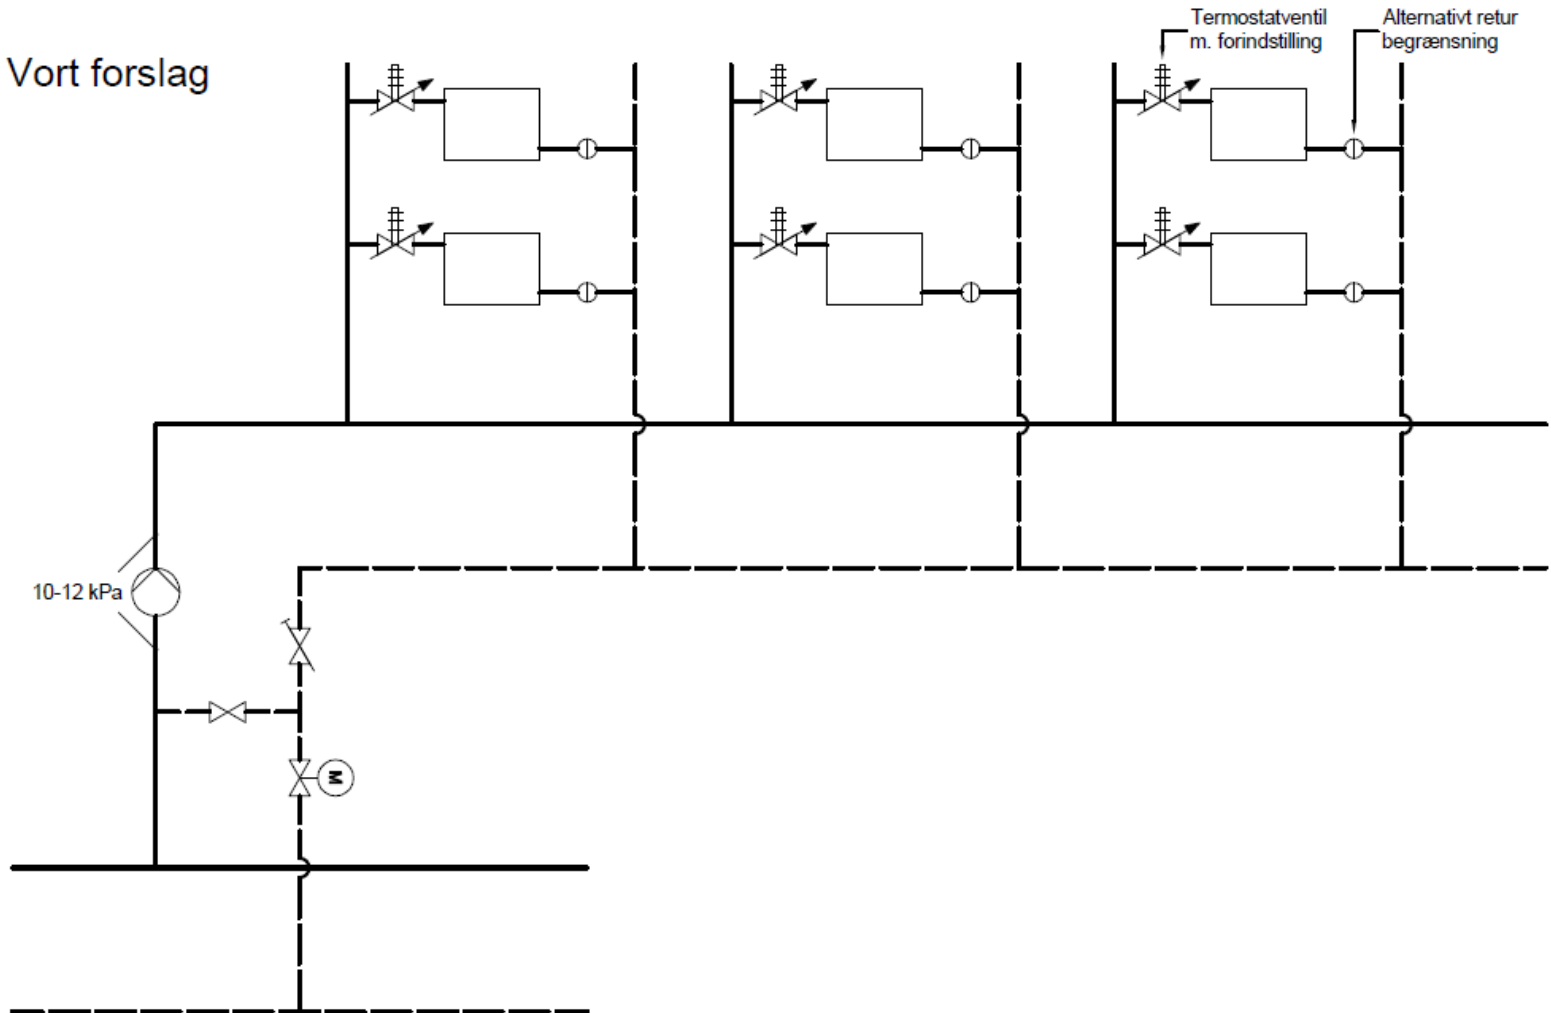 Termostatventil
m. forindstilling
Alternativt retur
begrænsning
Vort forslag
10-12 kPa
M